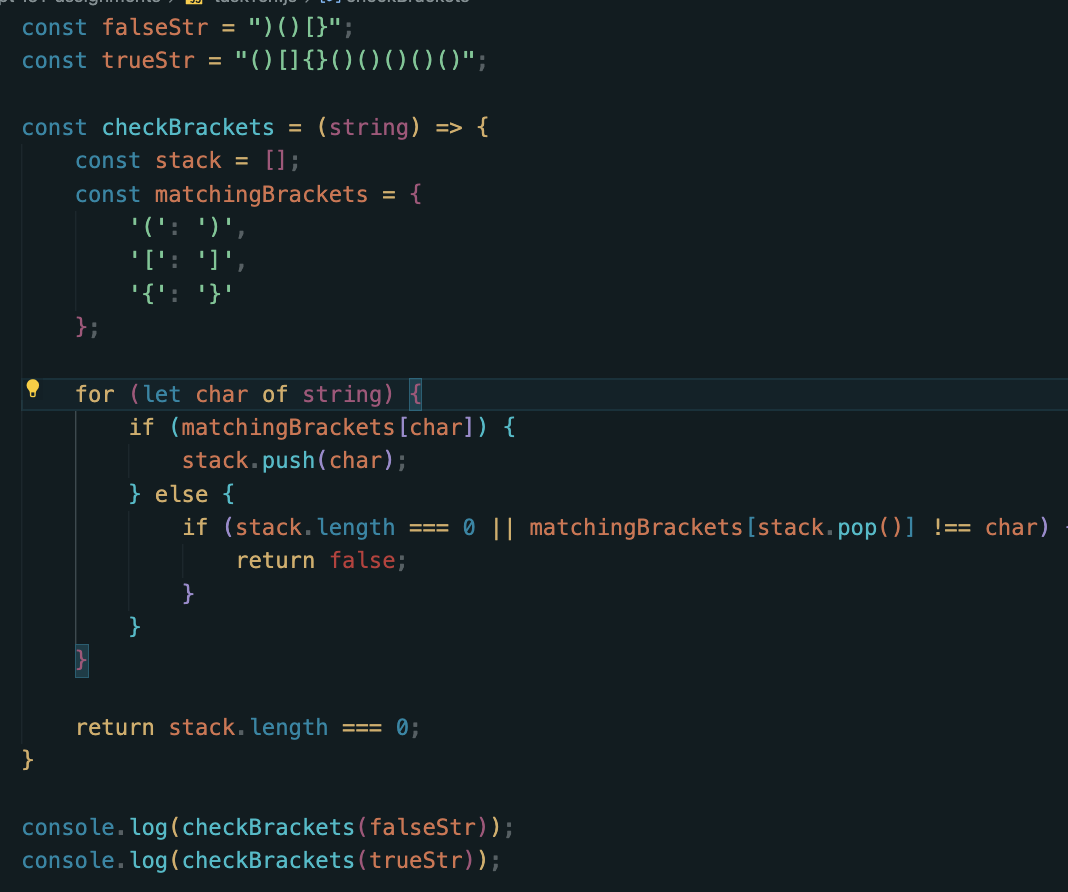 const falseStr = ")()[}";
const trueStr = "()[]{}()()()()()";
const checkBrackets = (string) => {
    const stack = [];
    const matchingBrackets = {
        '(': ')',
        '[': ']',
        '{': '}'
    };
    for (let char of string) {
        if (matchingBrackets[char]) {
            stack.push(char);
        } else {
            if (stack.length === 0 || matchingBrackets[stack.pop()] !== char) {
                return false;
            }
        }
    }
    return stack.length === 0;
}
console.log(checkBrackets(falseStr));
console.log(checkBrackets(trueStr));